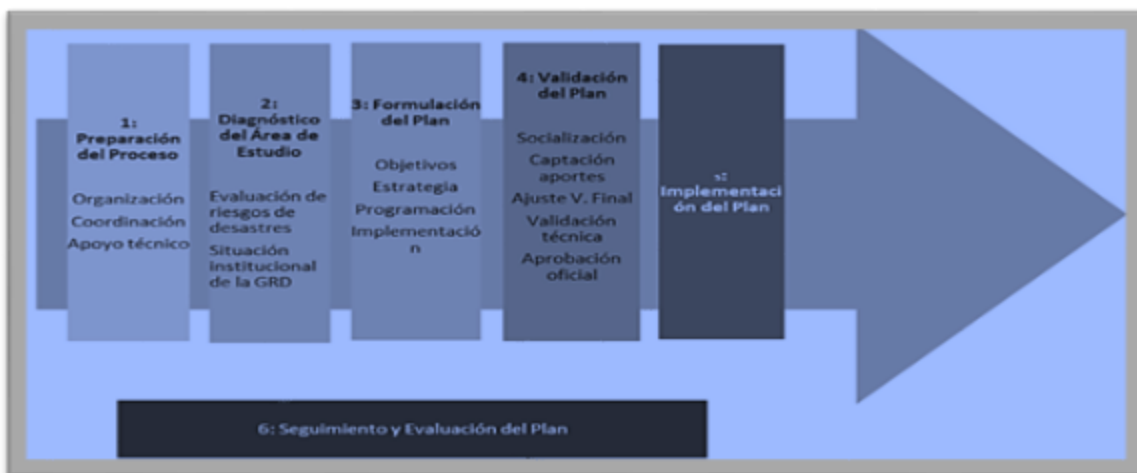 1:
Preparación
del Proceso
Organización
Coordinación
Apoyo técnico
2:
Diagnóstico
del Área de
Estudio
Evaluación de
riesgos de
desastres
Situación
institucional
de la GRD
3: Formulación
del Plan
Objetivos
Estrategia
Programación
Implementació
n
4: Validación
del Plan
Socialización
Captación
aportes
Ajuste V. Final
Validación
técnica
Aprobación
oficial
5:
Implementaci
ón del Plan
6: Seguimiento y Evaluación del Plan